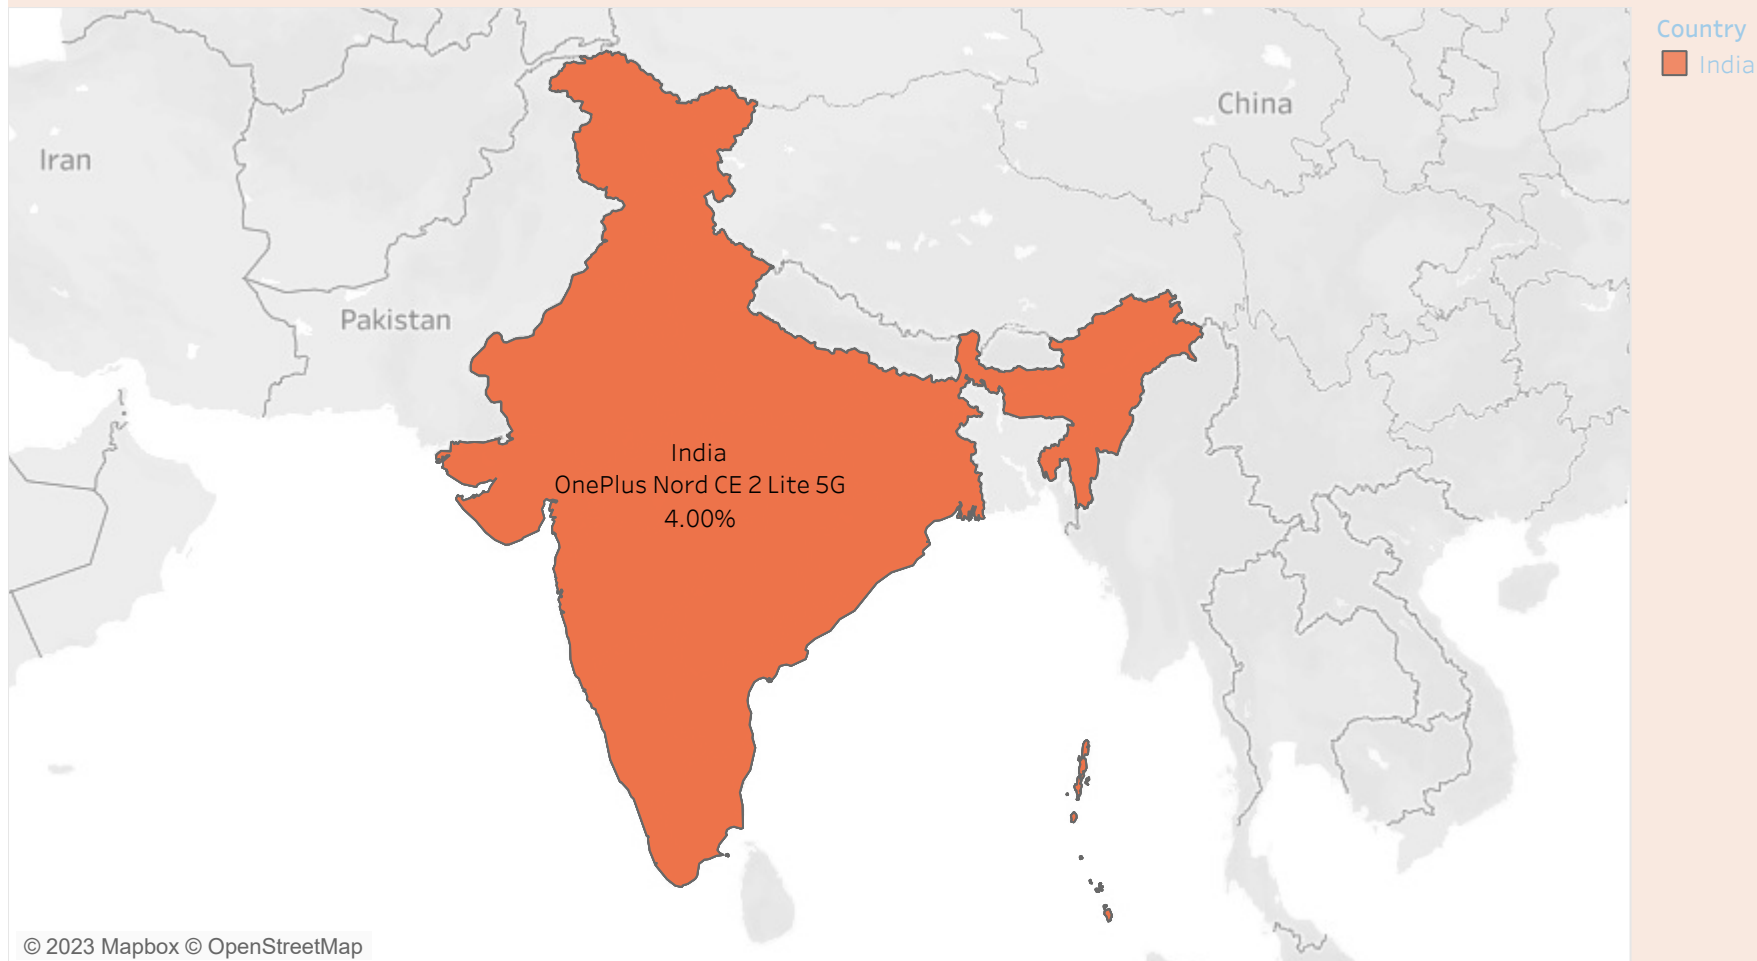 Country
India
China
Iran
Pakistan
India
OnePlus Nord CE 2 Lite 5G
4.00%
© 2023 Mapbox © OpenStreetMap